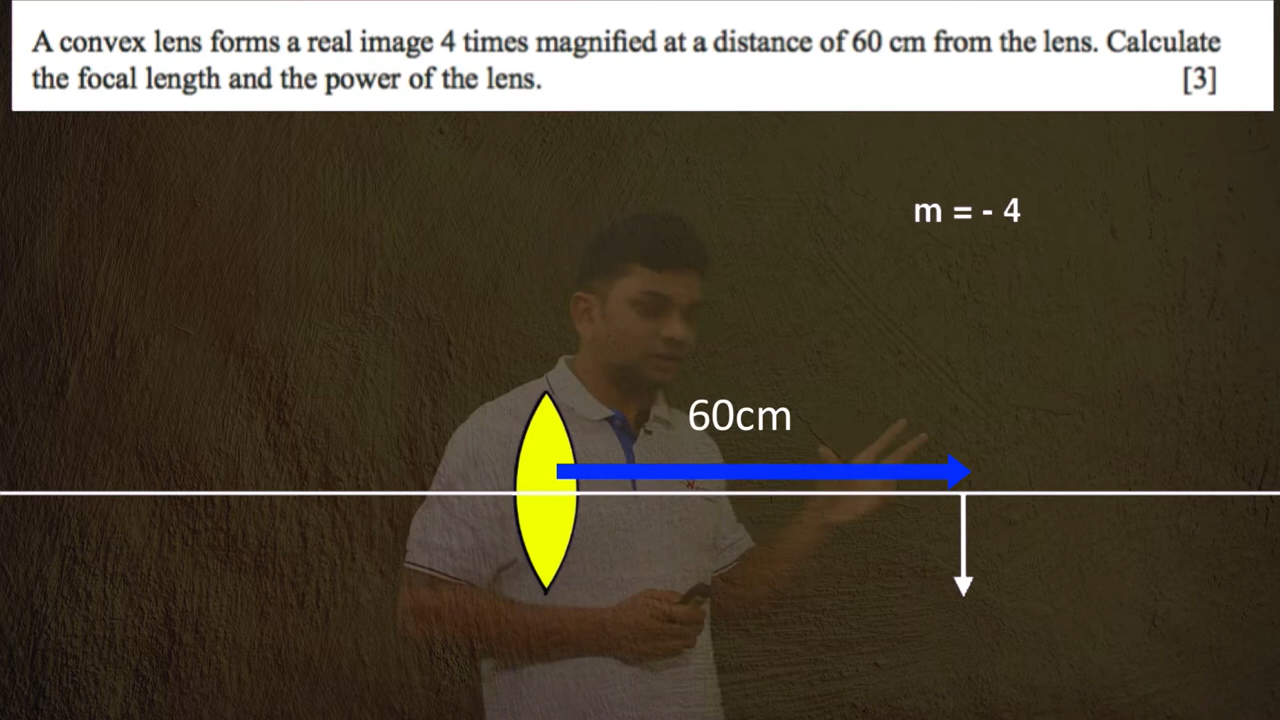 A convex lens forms a real image 4 times magnified at a distance of 60 cm from the lens. Calculate
the focal length and the power of the lens. [3]
m = - 4
60cm